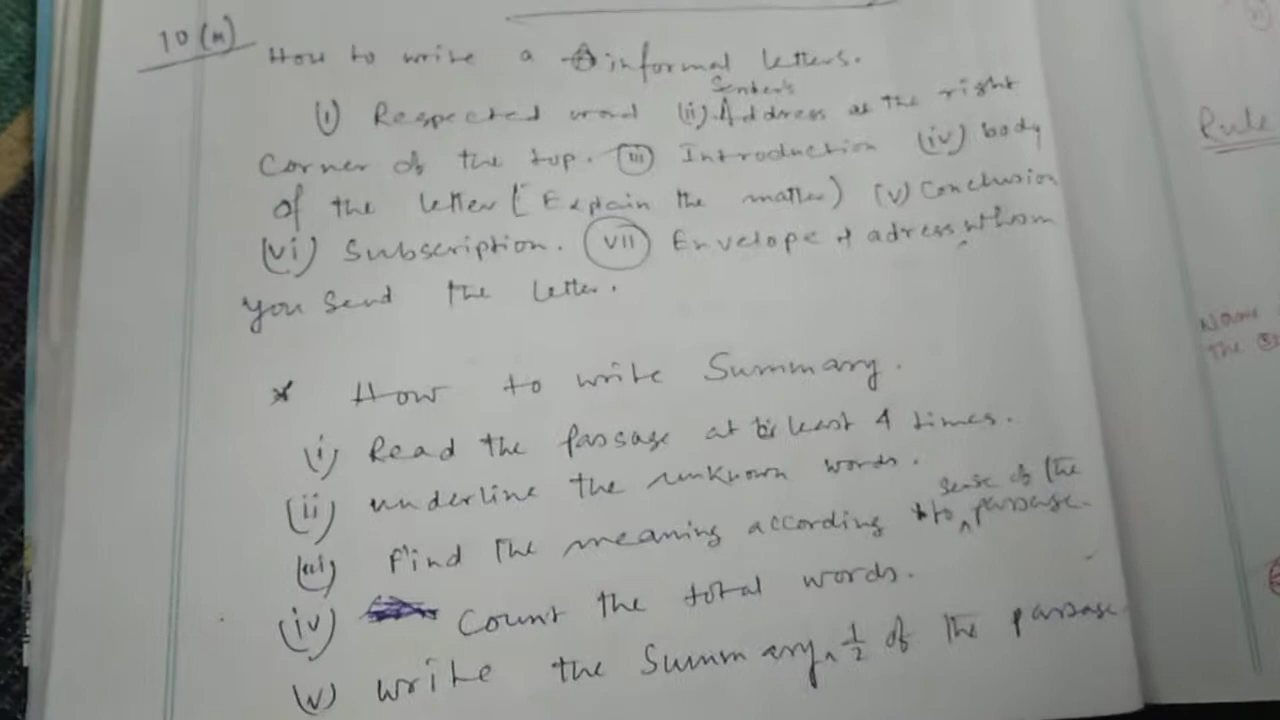 10 (m)
How to write a informal letters.
(i) Respected word (ii) Sender's Address at the right
corner of the top. (iii) Introduction (iv) body
of the letter (Explain the matter) (v) Conclusion
(vi) Subscription. (vii) Envelope & adress whom
you send the letter.
* How to write Summary.
(i) Read the passage at least 4 times.
(ii) underline the unknown words.
(iii) Find the meaning according to sense of the passage.
(iv) Count the total words.
(v) write the Summary, 1/2 of the passage
Rule
Name
the